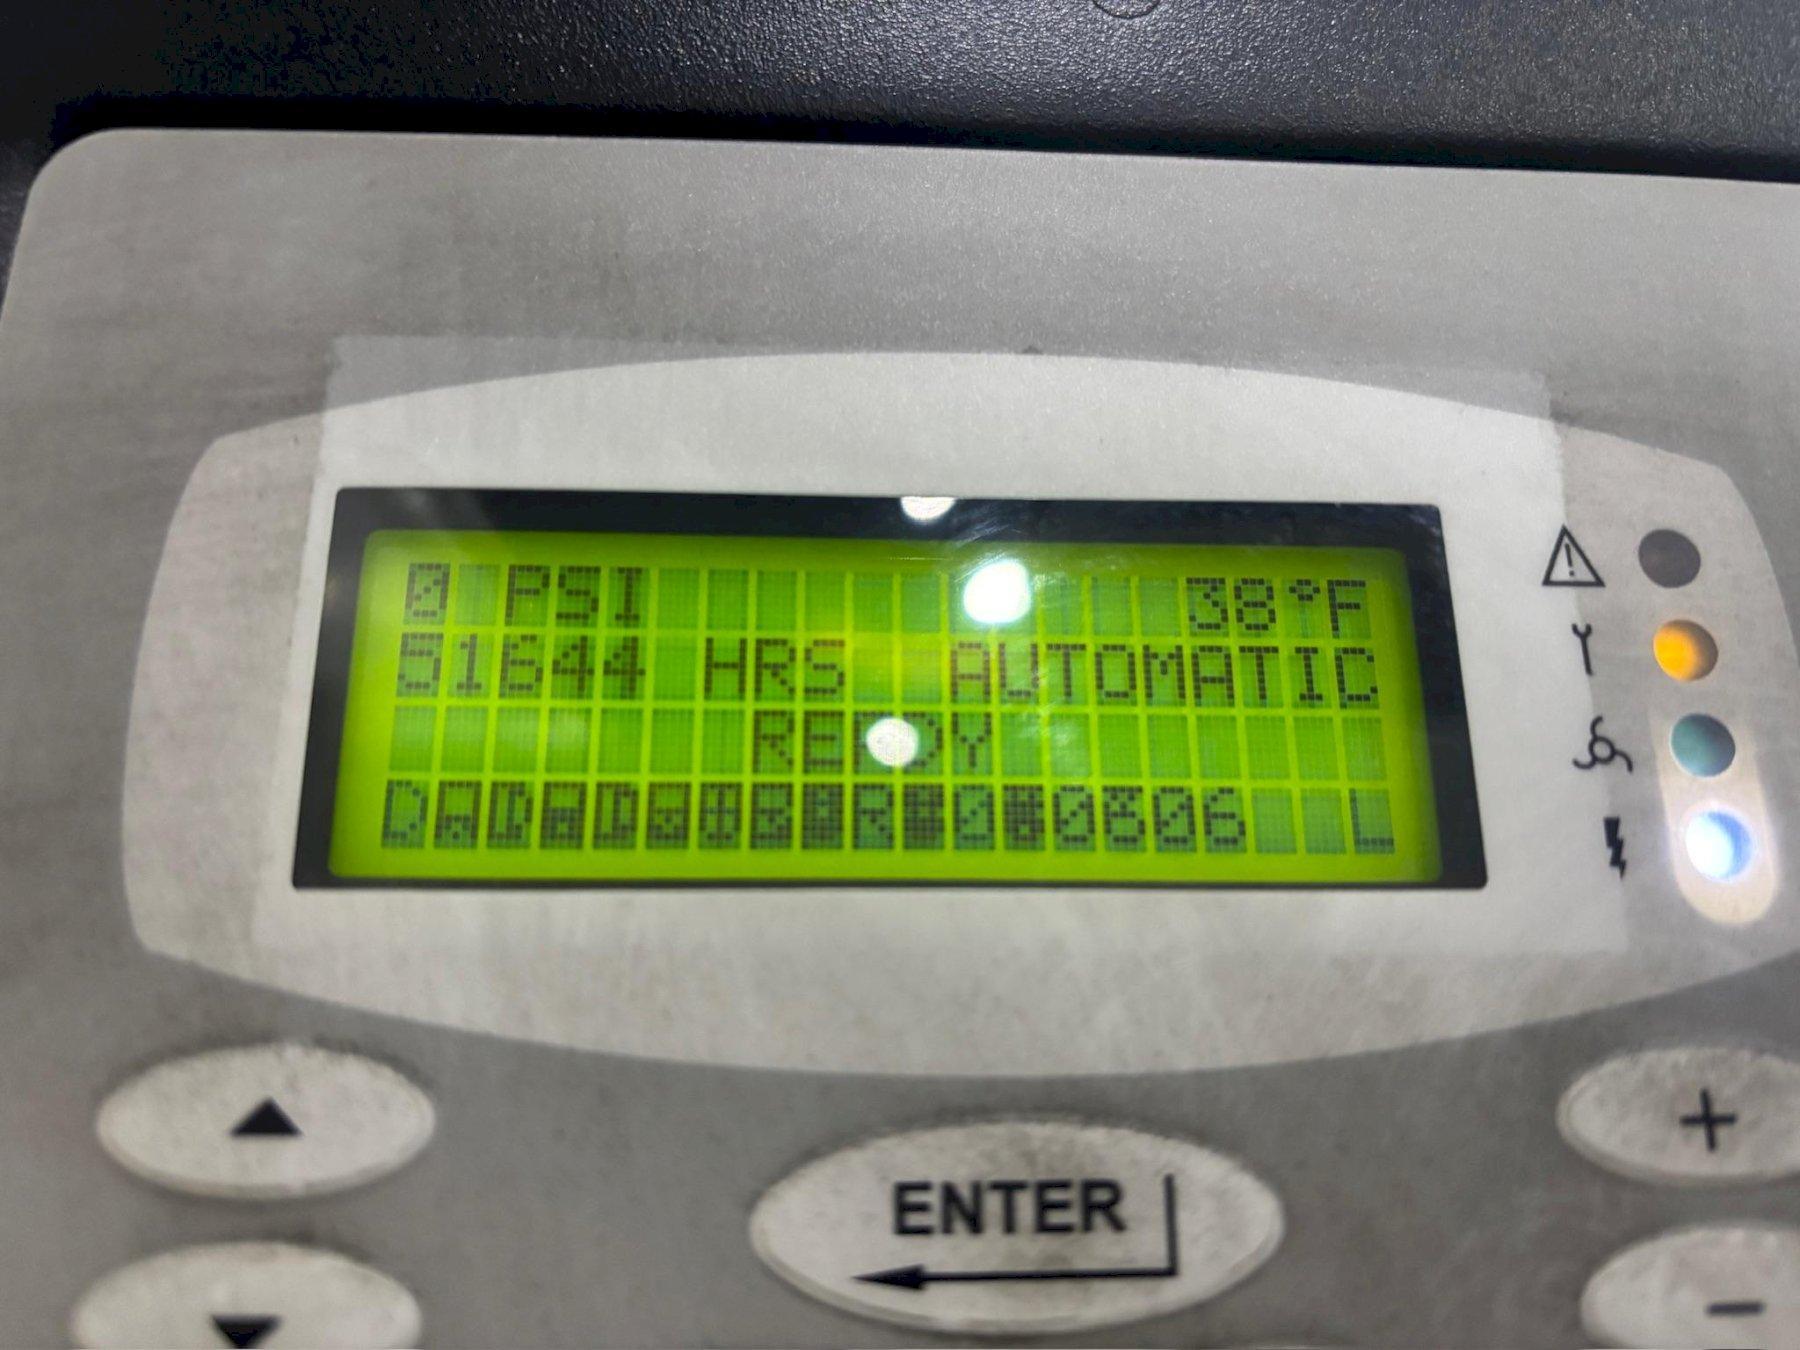 0 PSI 38°F
51644 HRS AUTOMATIC
READY
L
ENTER
+
-